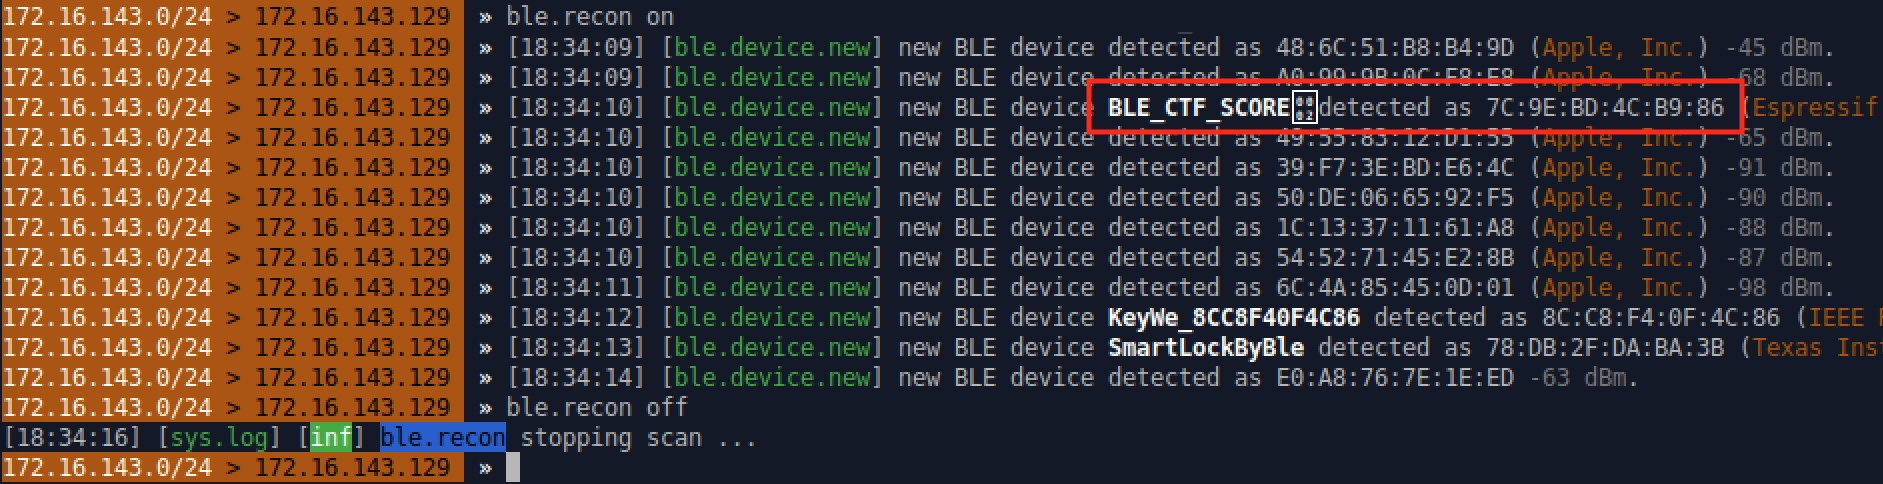 172.16.143.0/24 > 172.16.143.129 » ble.recon on
172.16.143.0/24 > 172.16.143.129 » [18:34:09] [ble.device.new] new BLE device detected as 48:6C:51:B8:B4:9D (Apple, Inc.) -45 dBm.
172.16.143.0/24 > 172.16.143.129 » [18:34:09] [ble.device.new] new BLE device detected as A0:99:9B:0C:F8:E8 (Apple, Inc.) -68 dBm.
172.16.143.0/24 > 172.16.143.129 » [18:34:10] [ble.device.new] new BLE device BLE_CTF_SCORE detected as 7C:9E:BD:4C:B9:86 (Espressif
172.16.143.0/24 > 172.16.143.129 » [18:34:10] [ble.device.new] new BLE device detected as 49:55:83:12:D1:55 (Apple, Inc.) -65 dBm.
172.16.143.0/24 > 172.16.143.129 » [18:34:10] [ble.device.new] new BLE device detected as 39:F7:3E:BD:E6:4C (Apple, Inc.) -91 dBm.
172.16.143.0/24 > 172.16.143.129 » [18:34:10] [ble.device.new] new BLE device detected as 50:DE:06:65:92:F5 (Apple, Inc.) -90 dBm.
172.16.143.0/24 > 172.16.143.129 » [18:34:10] [ble.device.new] new BLE device detected as 1C:13:37:11:61:A8 (Apple, Inc.) -88 dBm.
172.16.143.0/24 > 172.16.143.129 » [18:34:10] [ble.device.new] new BLE device detected as 54:52:71:45:E2:8B (Apple, Inc.) -87 dBm.
172.16.143.0/24 > 172.16.143.129 » [18:34:11] [ble.device.new] new BLE device detected as 6C:4A:85:45:0D:01 (Apple, Inc.) -98 dBm.
172.16.143.0/24 > 172.16.143.129 » [18:34:12] [ble.device.new] new BLE device KeyWe_8CC8F40F4C86 detected as 8C:C8:F4:0F:4C:86 (IEEE
172.16.143.0/24 > 172.16.143.129 » [18:34:13] [ble.device.new] new BLE device SmartLockByBle detected as 78:DB:2F:DA:BA:3B (Texas Inst
172.16.143.0/24 > 172.16.143.129 » [18:34:14] [ble.device.new] new BLE device detected as E0:A8:76:7E:1E:ED -63 dBm.
172.16.143.0/24 > 172.16.143.129 » ble.recon off
[18:34:16] [sys.log] [inf] ble.recon stopping scan ...
172.16.143.0/24 > 172.16.143.129 »